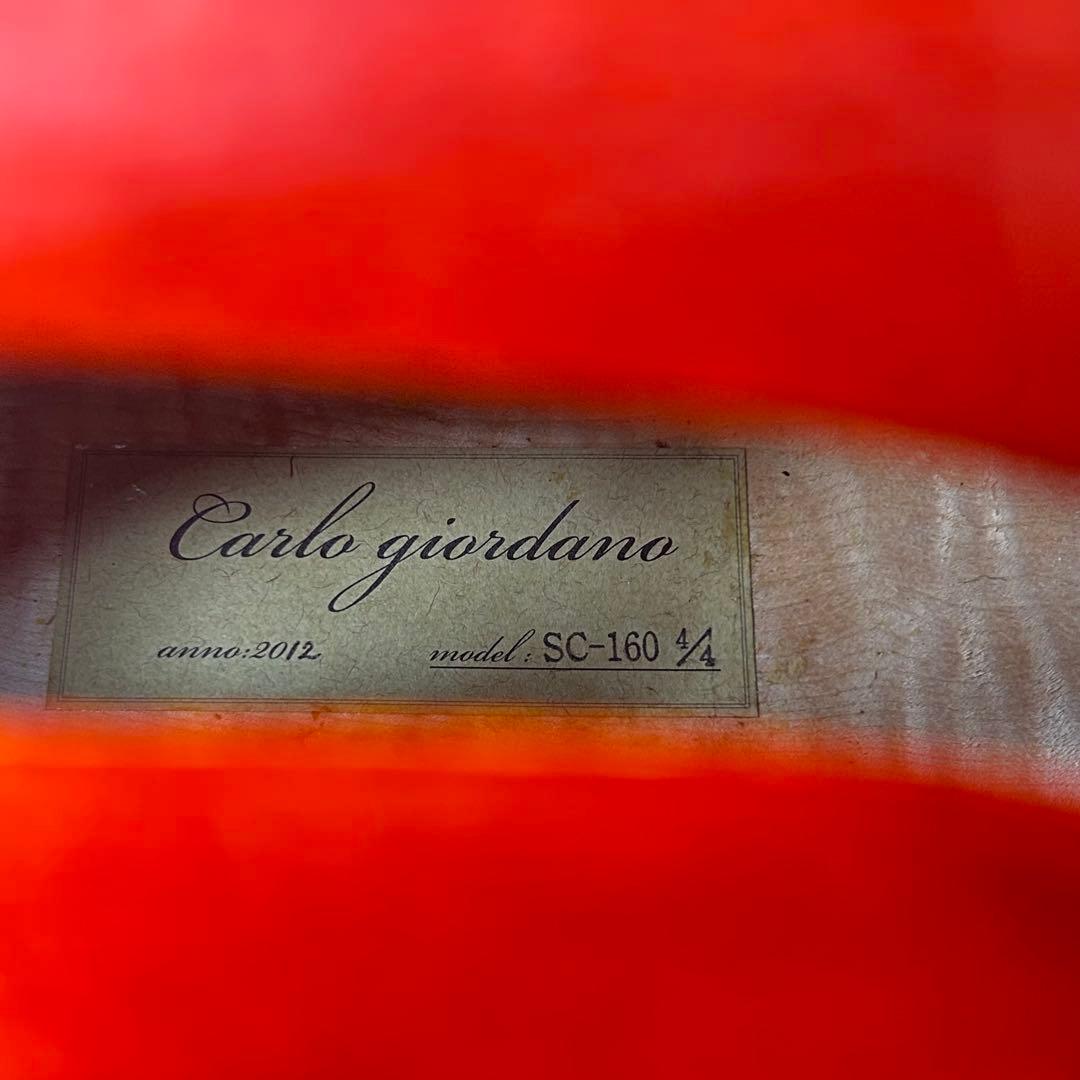 Carlo giordano
anno:2012 model: SC-160 4/4